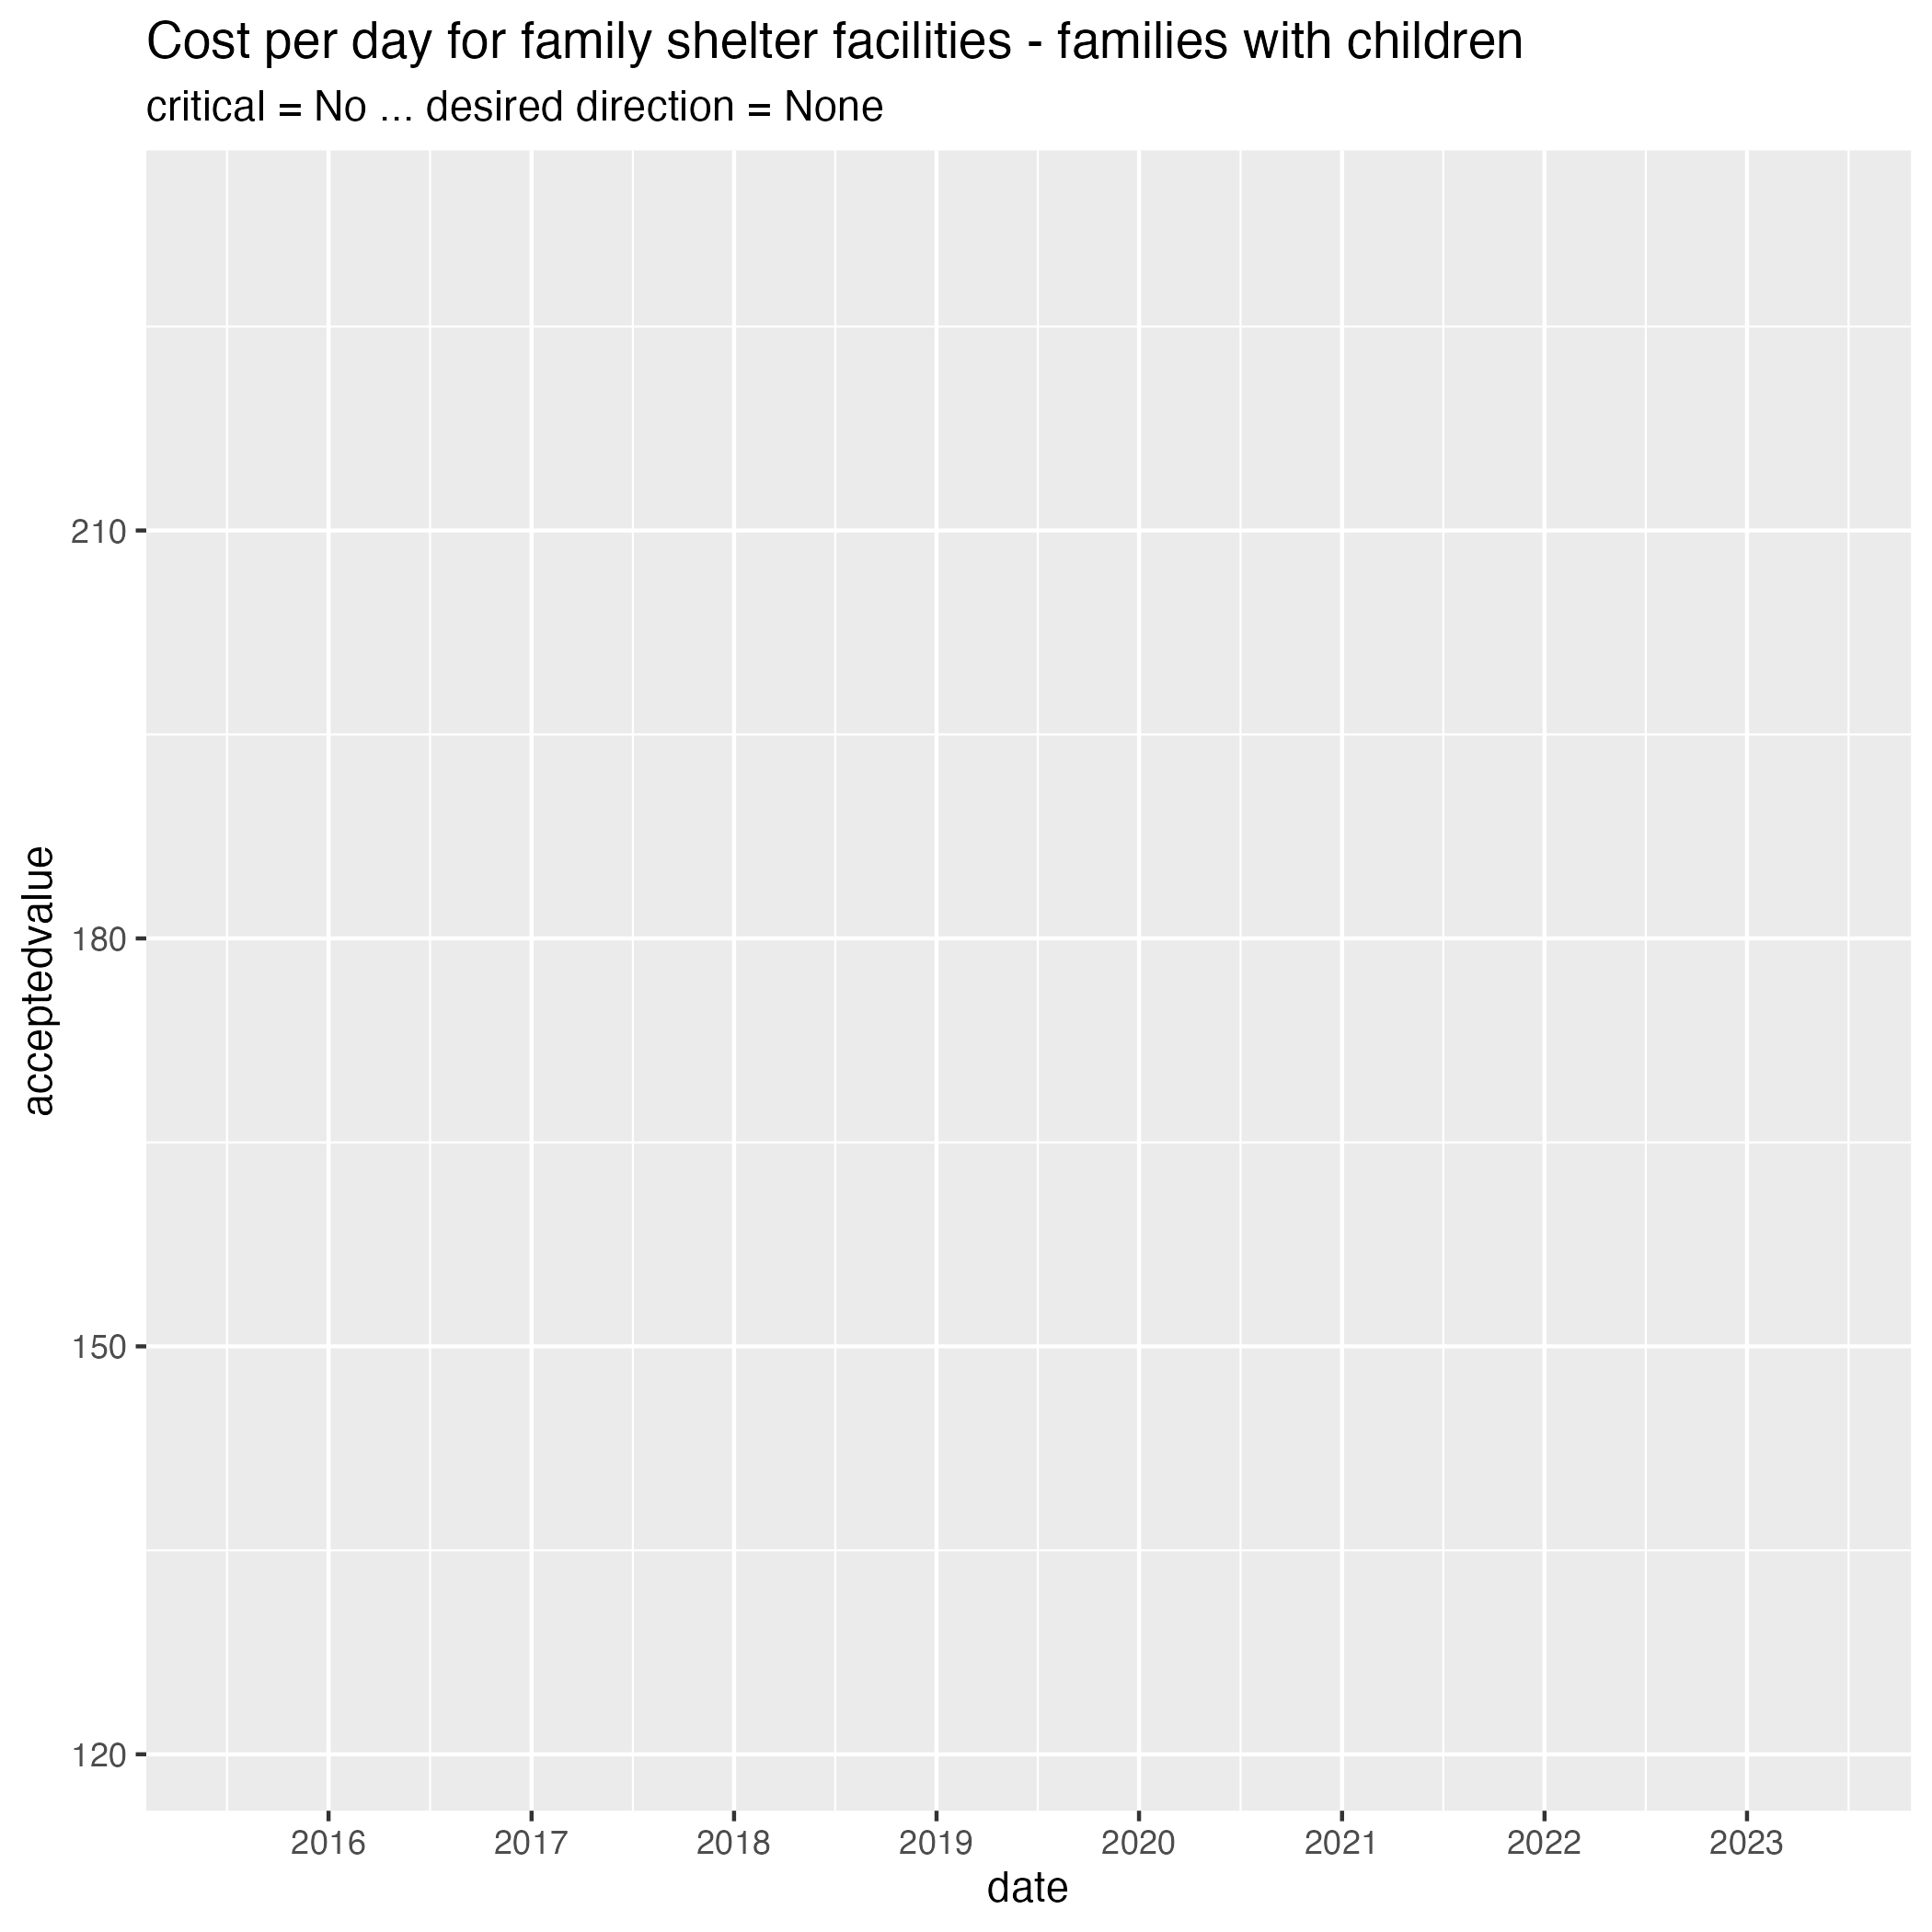 Cost per day for family shelter facilities - families with children
critical = No ... desired direction = None
acceptedvalue
210
180
150
120
2016 2017 2018 2019 2020 2021 2022 2023
date